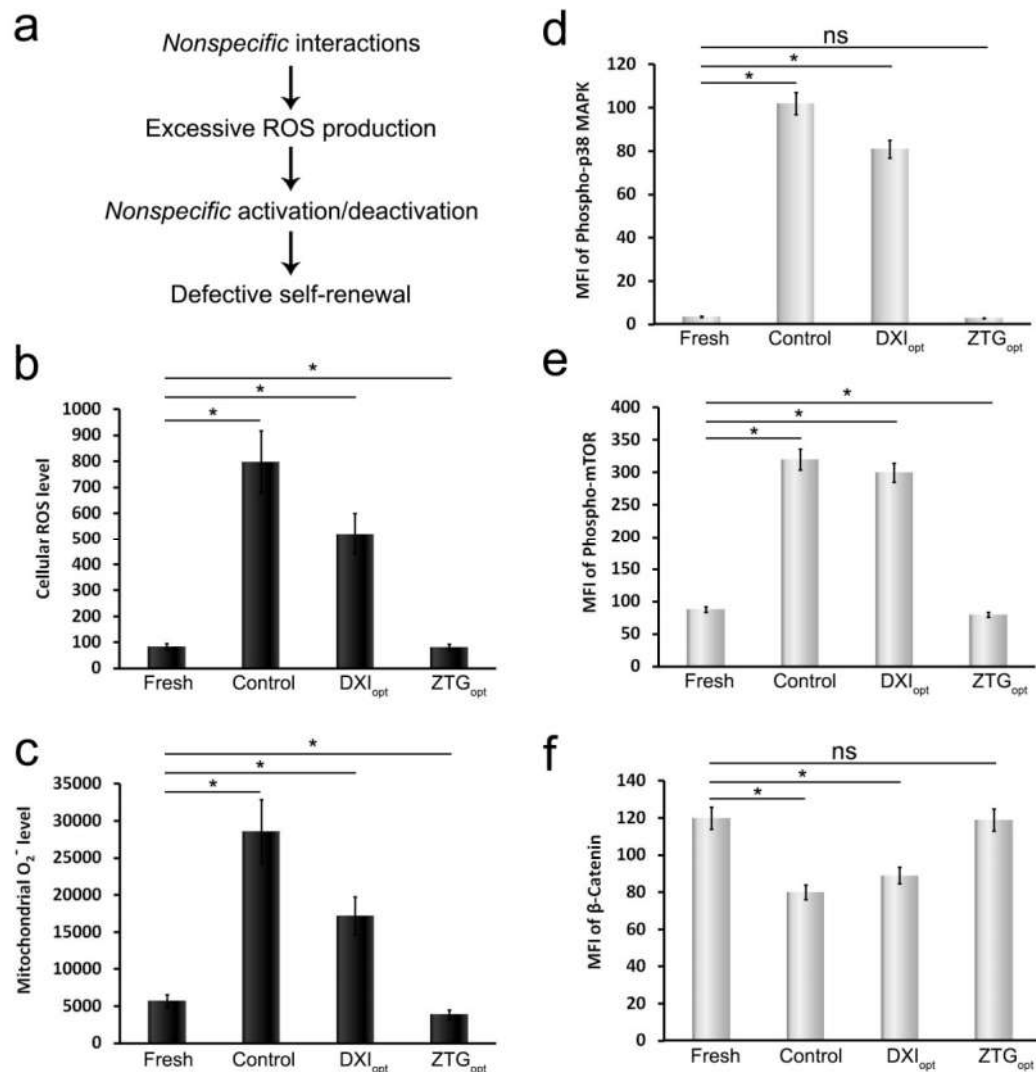 a
Nonspecific interactions
Excessive ROS production
Nonspecific activation/deactivation
Defective self-renewal
b
*
*
*
Cellular ROS level
1000
900
800
700
600
500
400
300
200
100
0
Fresh Control DXIopt ZTGopt
c
*
*
*
Mitochondrial O2⁻ level
35000
30000
25000
20000
15000
10000
5000
0
Fresh Control DXIopt ZTGopt
d
ns
*
*
MFI of Phospho-p38 MAPK
120
100
80
60
40
20
0
Fresh Control DXIopt ZTGopt
e
*
*
*
MFI of Phospho-mTOR
400
350
300
250
200
150
100
50
0
Fresh Control DXIopt ZTGopt
f
ns
*
*
MFI of β-Catenin
140
120
100
80
60
40
20
0
Fresh Control DXIopt ZTGopt